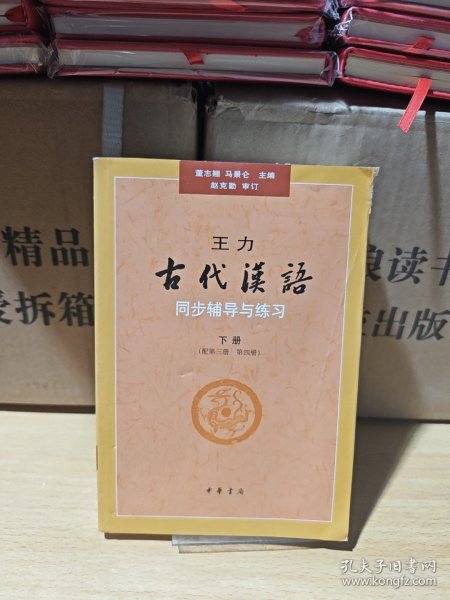 董志翘 马景仑 主编
赵克勤 审订
王力
古代漢語
同步辅导与练习
下册
(配第三册 第四册)
中華書局
精品
浪读书
拆箱
出版
孔夫子旧书网
www.kongfz.com